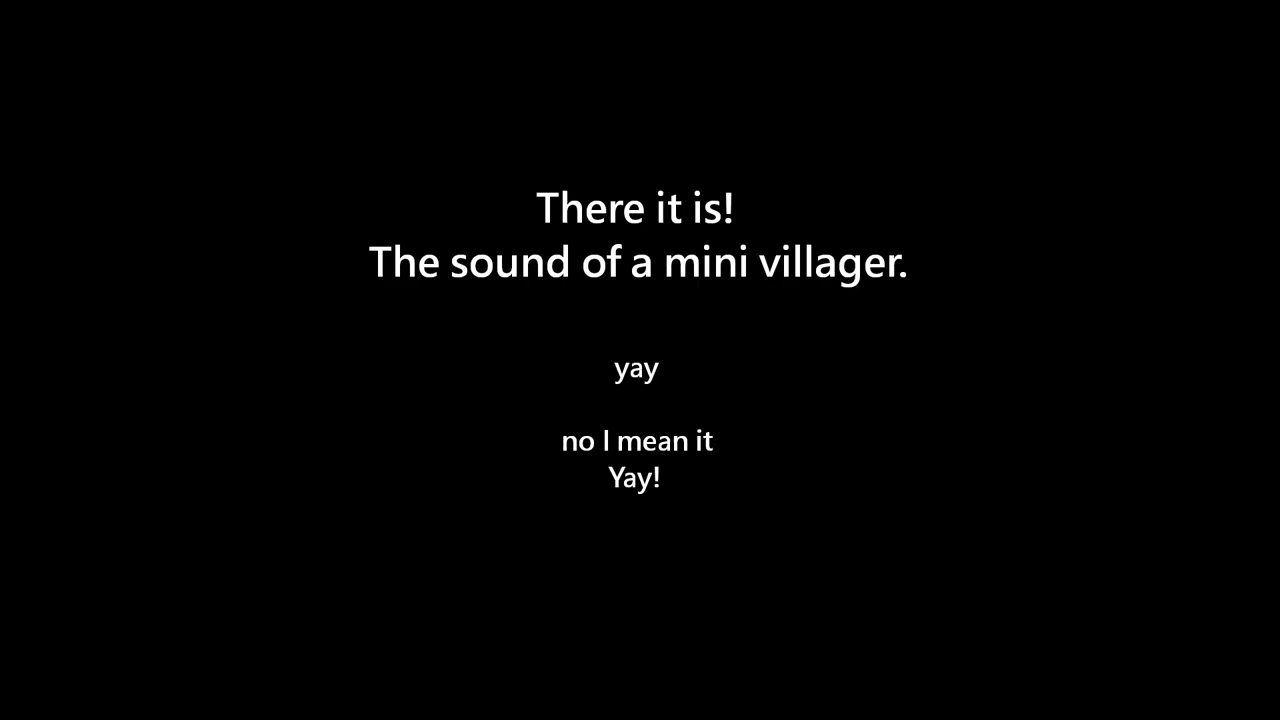 There it is!
The sound of a mini villager.
yay
no I mean it
Yay!